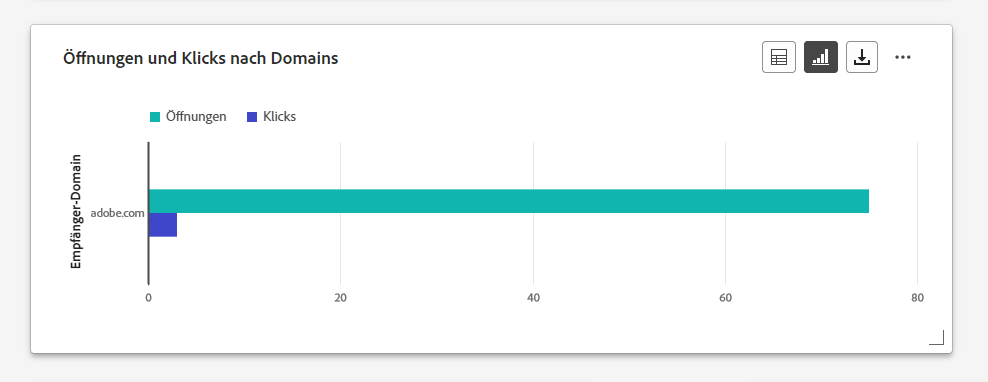 Öffnungen und Klicks nach Domains
Öffnungen Klicks
Empfänger-Domain
adobe.com
0 20 40 60 80